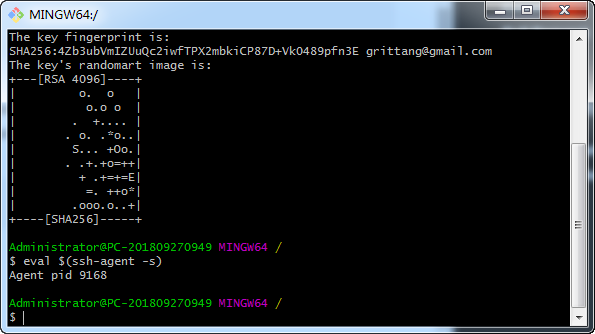 MINGW64:/
The key fingerprint is:
SHA256:4Zb3ubVmIZUuQc2iwfTPX2mbkiCP87D+Vk0489pfn3E grittang@gmail.com
The key's randomart image is:
+---[RSA 4096]----+
|         o.  o   |
|          o.o o  |
|        .  +.... |
|       . o. .*o..|
|        S... +Oo.|
|       . .+.+o=++|
|         + .+=+=E|
|          =. ++o*|
|        .ooo.o..+|
+----[SHA256]-----+
Administrator@PC-201809270949 MINGW64 /
$ eval $(ssh-agent -s)
Agent pid 9168
Administrator@PC-201809270949 MINGW64 /
$